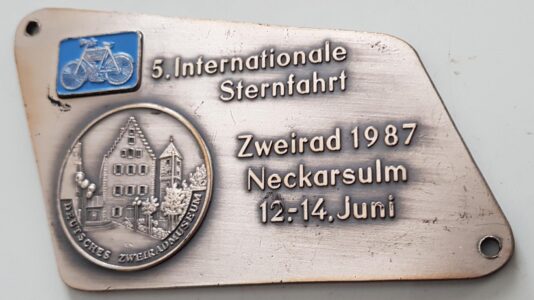 5. Internationale
Sternfahrt
Zweirad 1987
Neckarsulm
12.-14. Juni
DEUTSCHES ZWEIRADMUSEUM